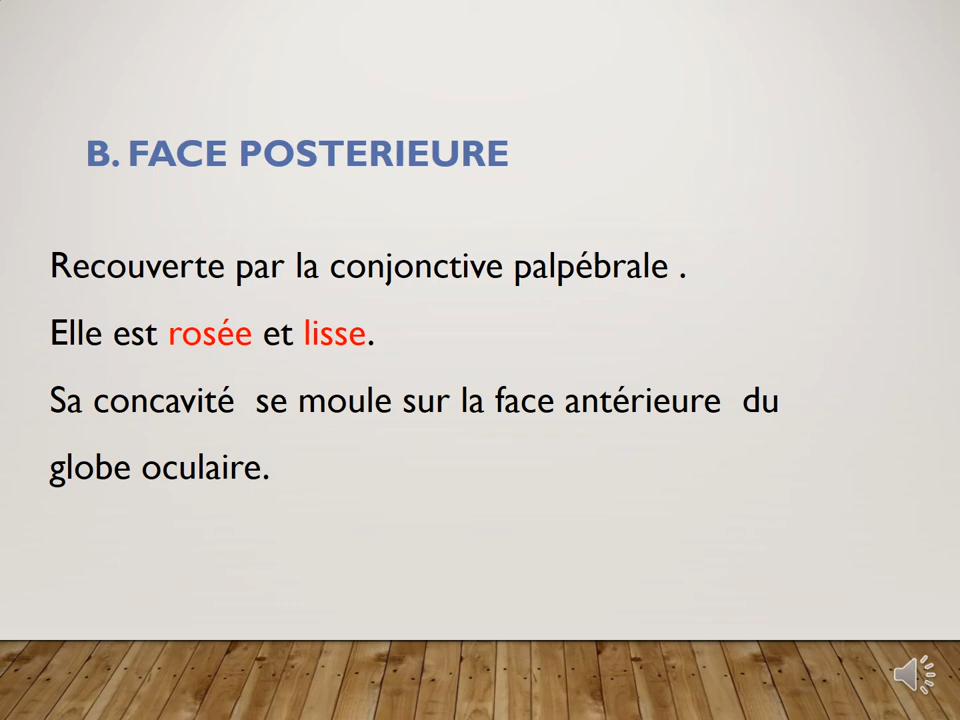 B. FACE POSTERIEURE
Recouverte par la conjonctive palpébrale .
Elle est rosée et lisse.
Sa concavité se moule sur la face antérieure du
globe oculaire.